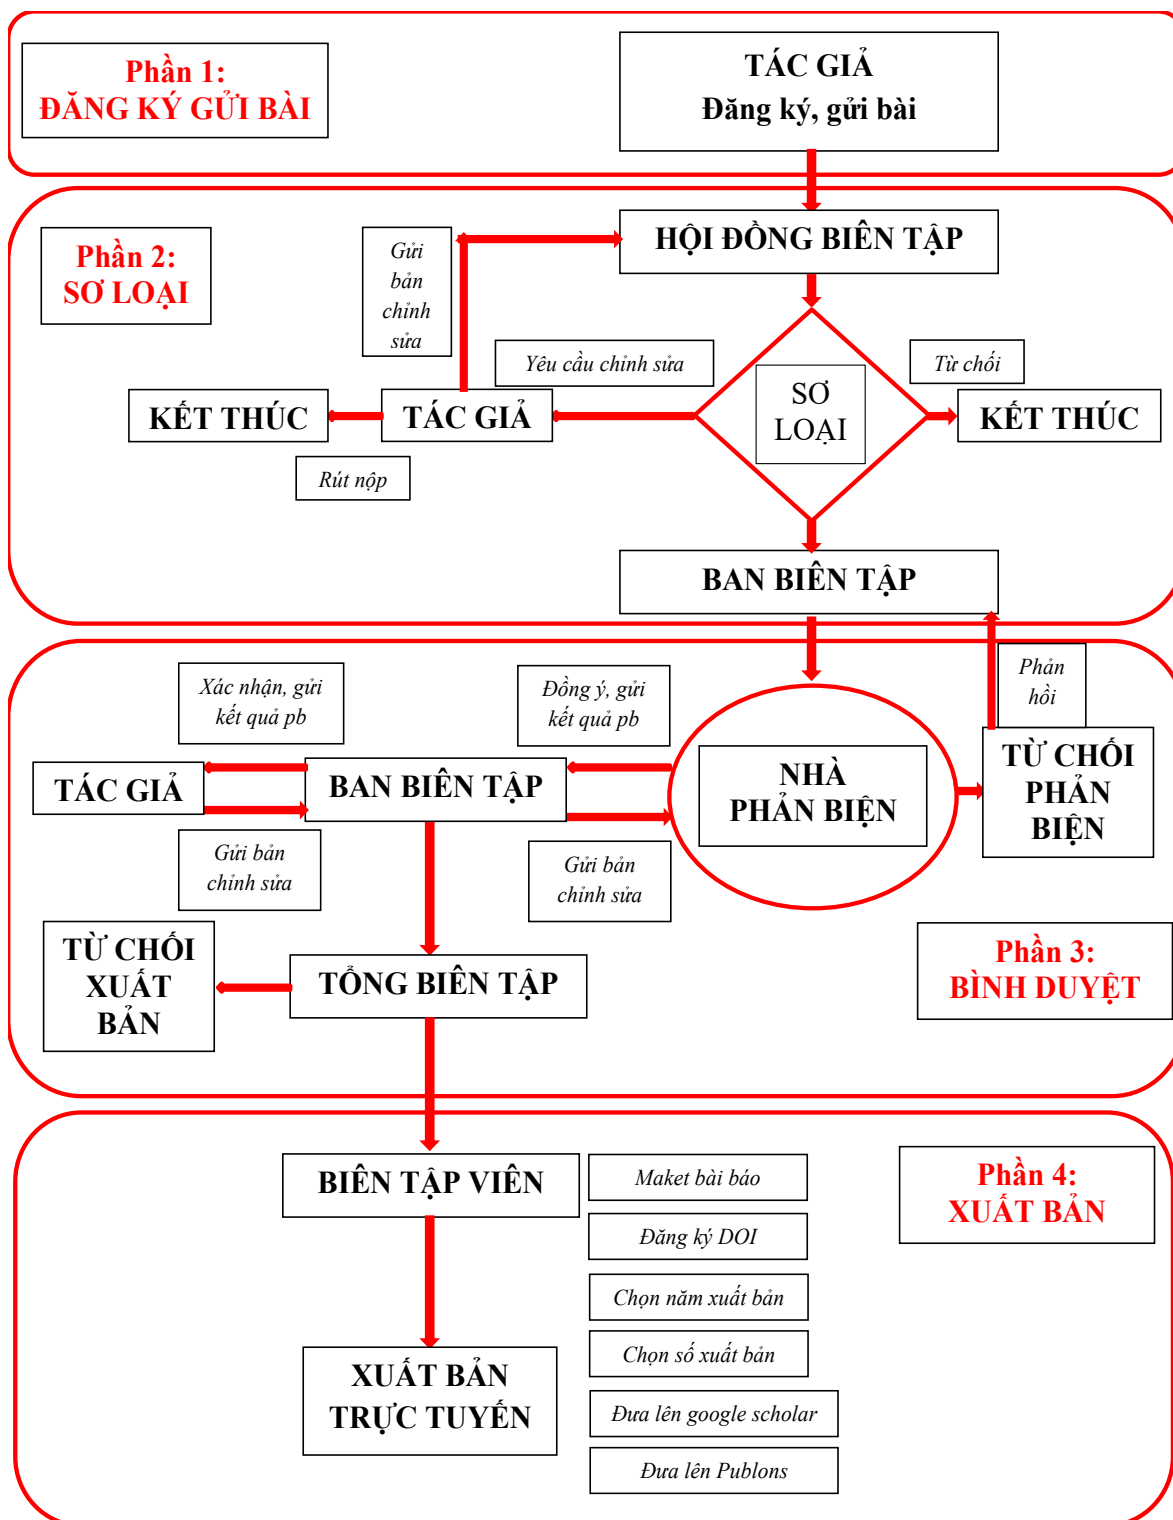 Phần 1:
ĐĂNG KÝ GỬI BÀI
TÁC GIẢ
Đăng ký, gửi bài
Phần 2:
SƠ LOẠI
Gửi
bản
chỉnh
sửa
HỘI ĐỒNG BIÊN TẬP
Yêu cầu chỉnh sửa
Từ chối
KẾT THÚC
TÁC GIẢ
SƠ
LOẠI
KẾT THÚC
Rút nộp
BAN BIÊN TẬP
Xác nhận, gửi
kết quả pb
Đồng ý, gửi
kết quả pb
Phản
hồi
TÁC GIẢ
BAN BIÊN TẬP
NHÀ
PHẢN BIỆN
TỪ CHỐI
PHẢN
BIỆN
Gửi bản
chỉnh sửa
Gửi bản
chỉnh sửa
TỪ CHỐI
XUẤT
BẢN
TỔNG BIÊN TẬP
Phần 3:
BÌNH DUYỆT
BIÊN TẬP VIÊN
Maket bài báo
Phần 4:
XUẤT BẢN
Đăng ký DOI
Chọn năm xuất bản
Chọn số xuất bản
XUẤT BẢN
TRỰC TUYẾN
Đưa lên google scholar
Đưa lên Publons